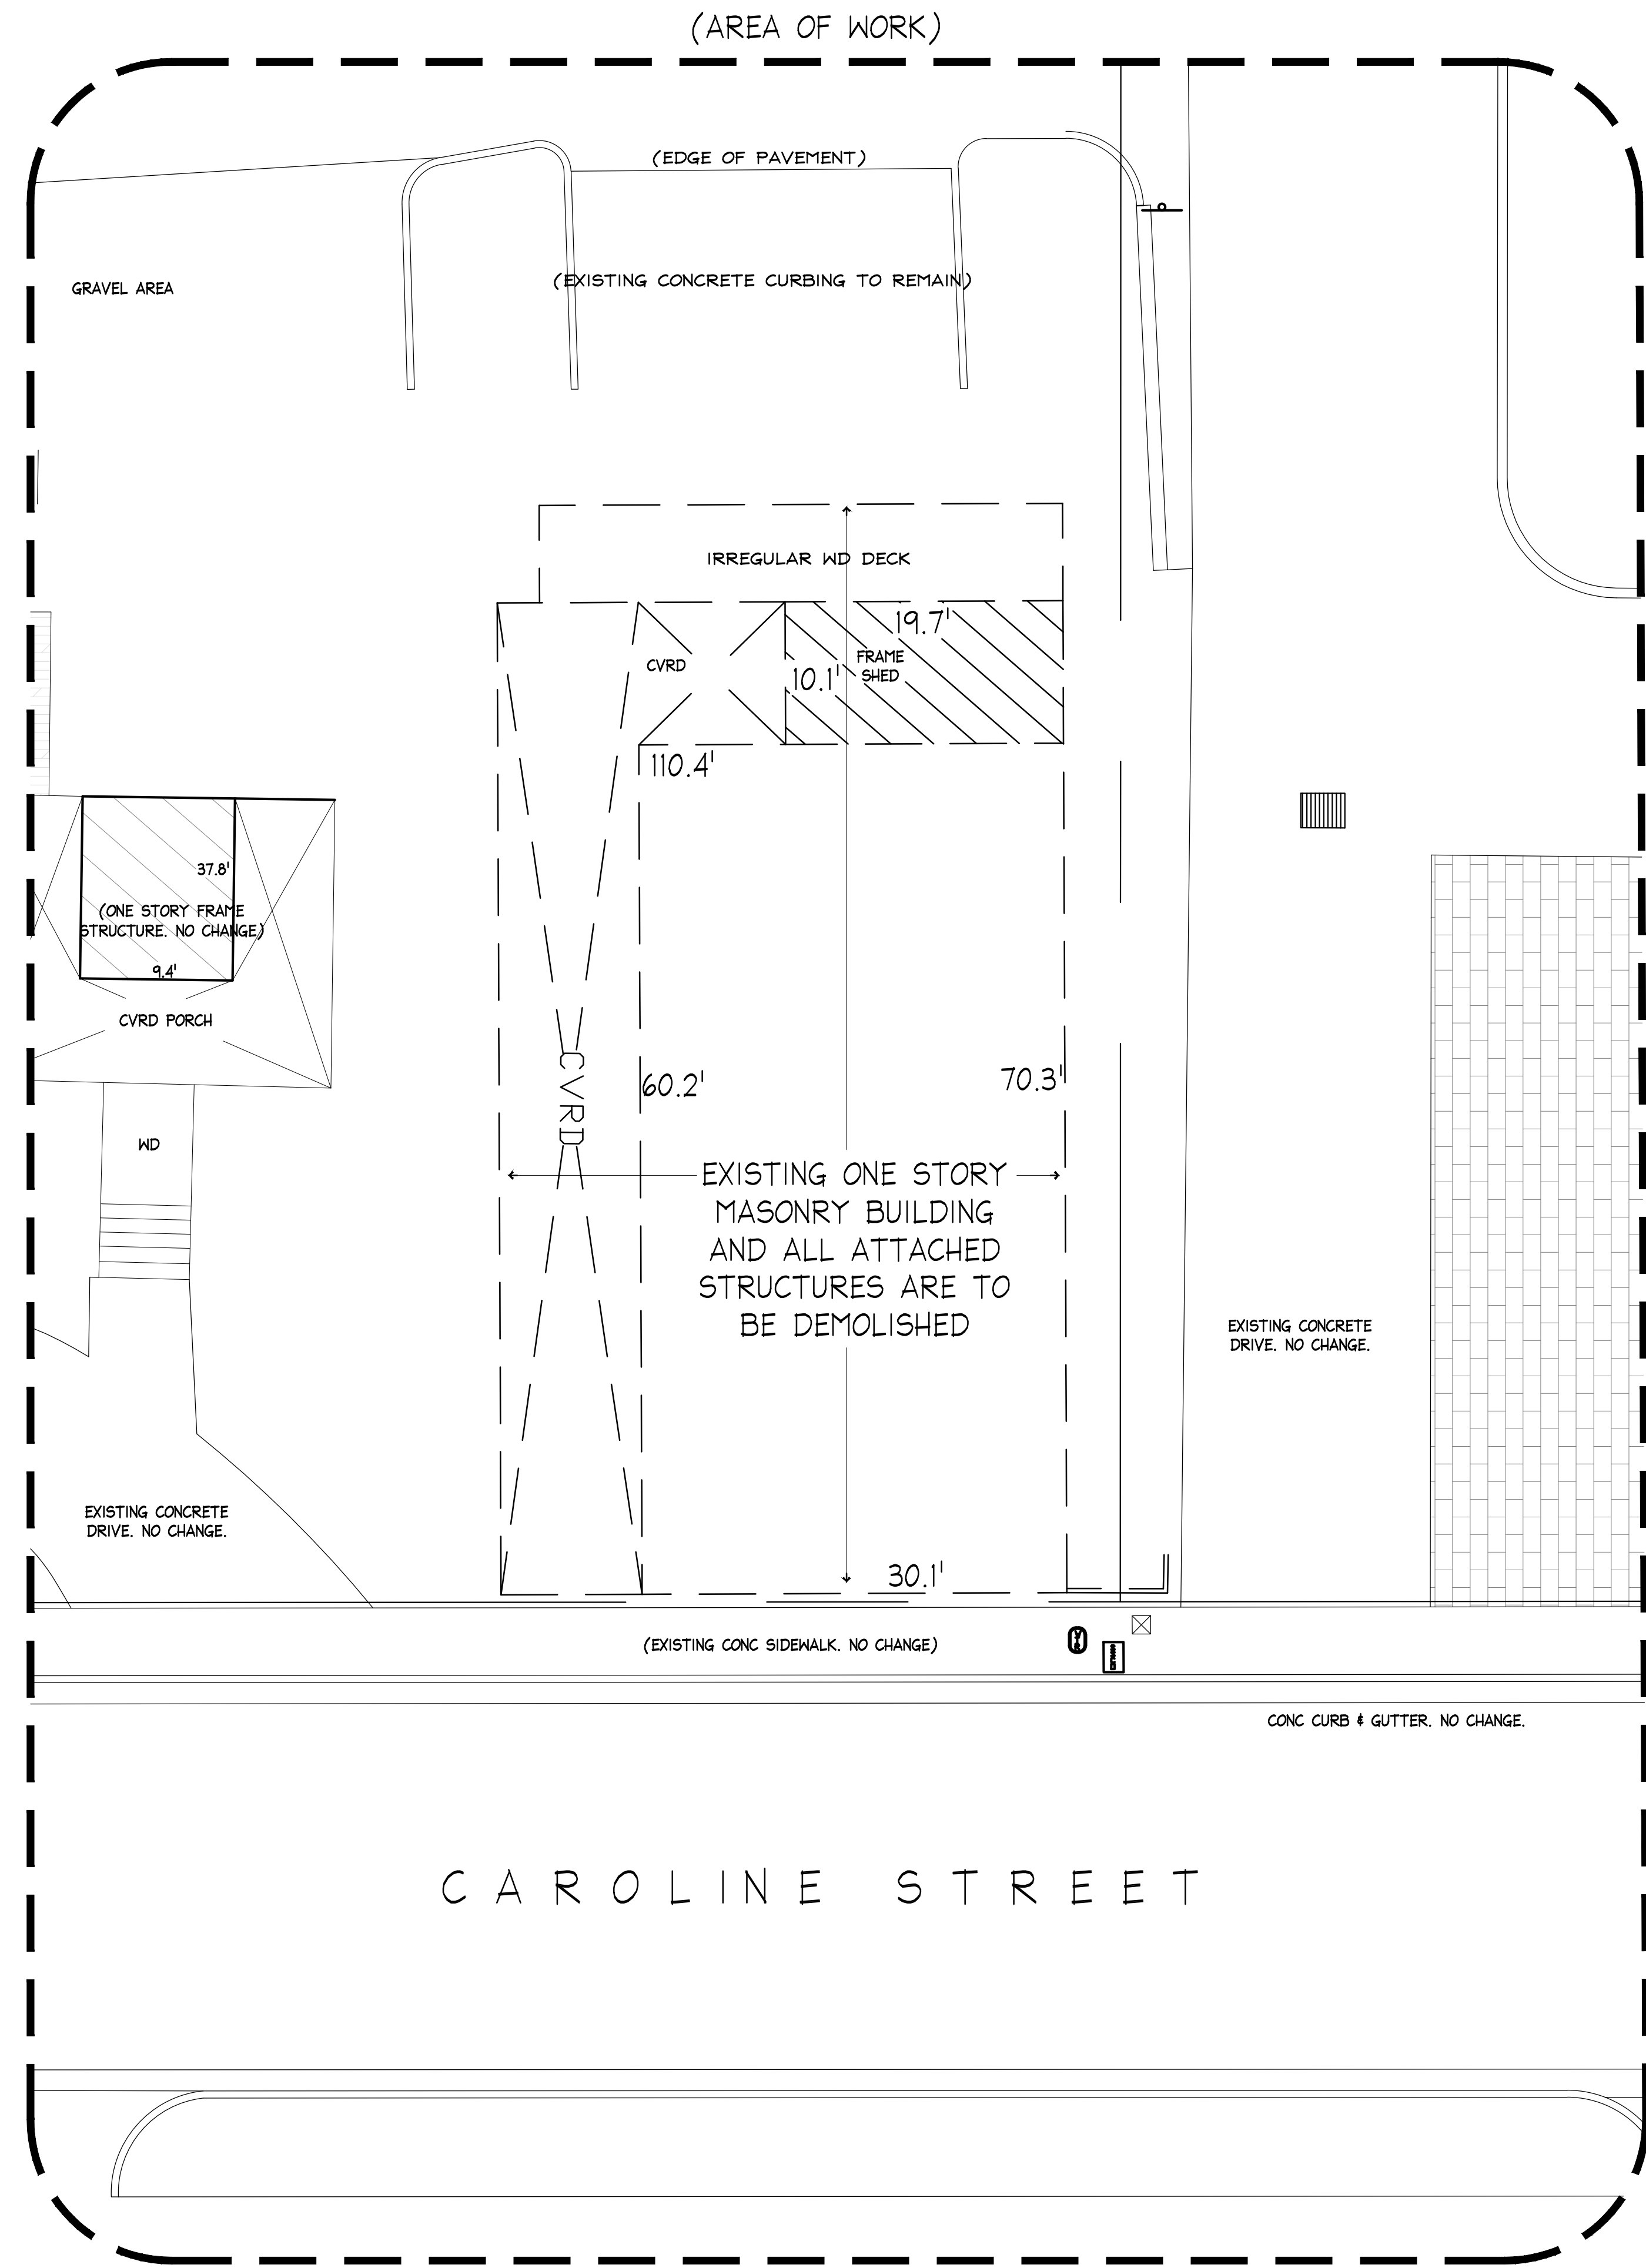 (AREA OF WORK)
(EDGE OF PAVEMENT)
(EXISTING CONCRETE CURBING TO REMAIN)
GRAVEL AREA
IRREGULAR WD DECK
19.7'
CVRD
10.1'
FRAME
SHED
110.4'
37.8'
(ONE STORY FRAME
STRUCTURE. NO CHANGE)
9.4'
CVRD PORCH
CVRD
60.2'
70.3'
WD
EXISTING ONE STORY
MASONRY BUILDING
AND ALL ATTACHED
STRUCTURES ARE TO
BE DEMOLISHED
EXISTING CONCRETE
DRIVE. NO CHANGE.
EXISTING CONCRETE
DRIVE. NO CHANGE.
30.1'
(EXISTING CONC SIDEWALK. NO CHANGE)
CONC CURB & GUTTER. NO CHANGE.
CAROLINE STREET